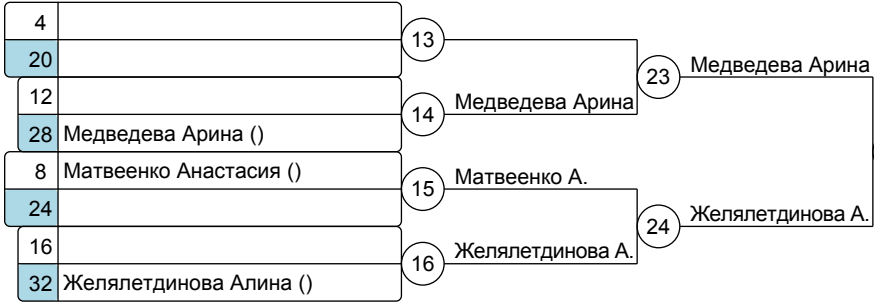 4
13
20
23 Медведева Арина
12
14 Медведева Арина
28 Медведева Арина ()
8 Матвеенко Анастасия ()
15 Матвеенко А.
24
24 Желялетдинова А.
16
16 Желялетдинова А.
32 Желялетдинова Алина ()